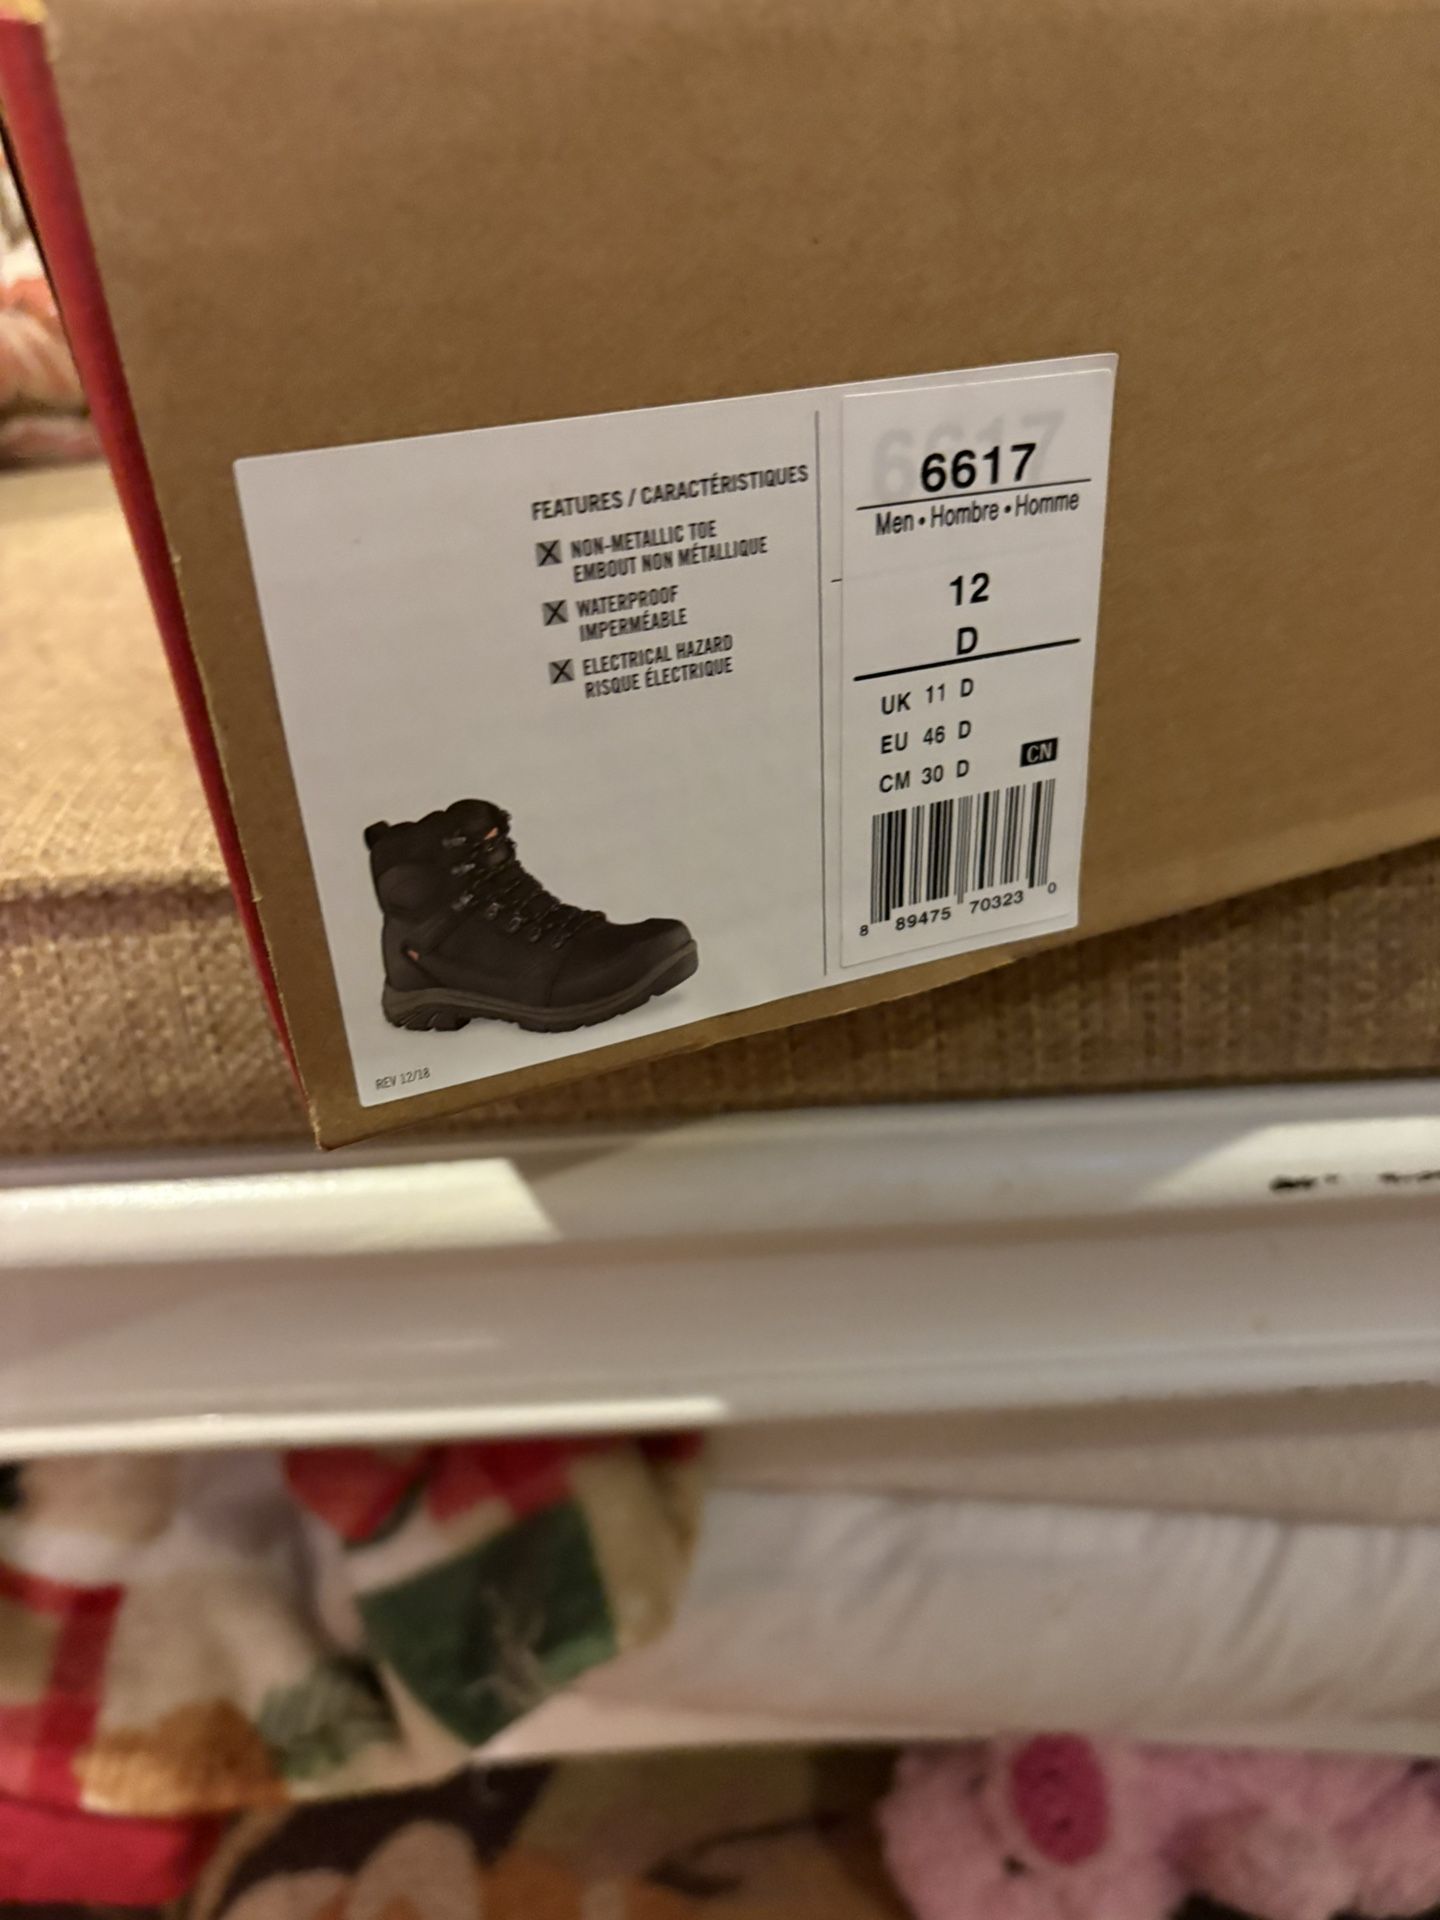 FEATURES / CARACTÉRISTIQUES
NON-METALLIC TOE
EMBOUT NON MÉTALLIQUE
WATERPROOF
IMPERMÉABLE
ELECTRICAL HAZARD
RISQUE ÉLECTRIQUE
REV 12/18
6617
6617
Men • Hombre • Homme
12
D
UK 11 D
EU 46 D
CM 30 D
CN
8 89475 70323 0